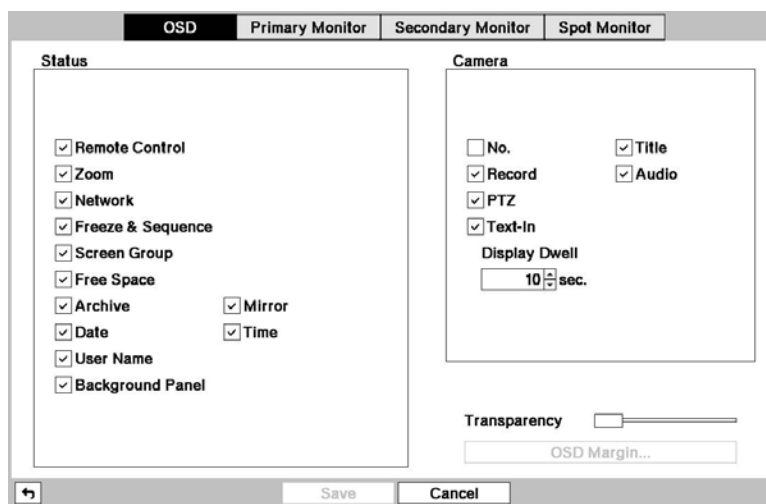 OSD Primary Monitor Secondary Monitor Spot Monitor
Status
Remote Control
Zoom
Network
Freeze & Sequence
Screen Group
Free Space
Archive Mirror
Date Time
User Name
Background Panel
Camera
No. Title
Record Audio
PTZ
Text-In
Display Dwell
10 sec.
Transparency
OSD Margin...
Save Cancel